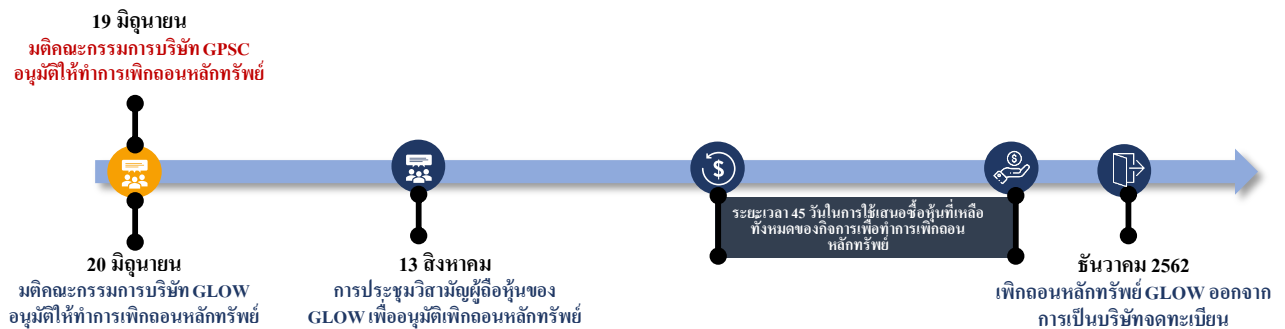 19 มิถุนายน
มติคณะกรรมการบริษัท GPSC
อนุมัติให้ทำการเพิกถอนหลักทรัพย์
20 มิถุนายน
มติคณะกรรมการบริษัท GLOW
อนุมัติให้ทำการเพิกถอนหลักทรัพย์
13 สิงหาคม
การประชุมวิสามัญผู้ถือหุ้นของ
GLOW เพื่ออนุมัติเพิกถอนหลักทรัพย์
$
ระยะเวลา 45 วันในการใช้เสนอซื้อหุ้นที่เหลือ
ทั้งหมดของกิจการเพื่อทำการเพิกถอน
หลักทรัพย์
$
ธันวาคม 2562
เพิกถอนหลักทรัพย์ GLOW ออกจาก
การเป็นบริษัทจดทะเบียน